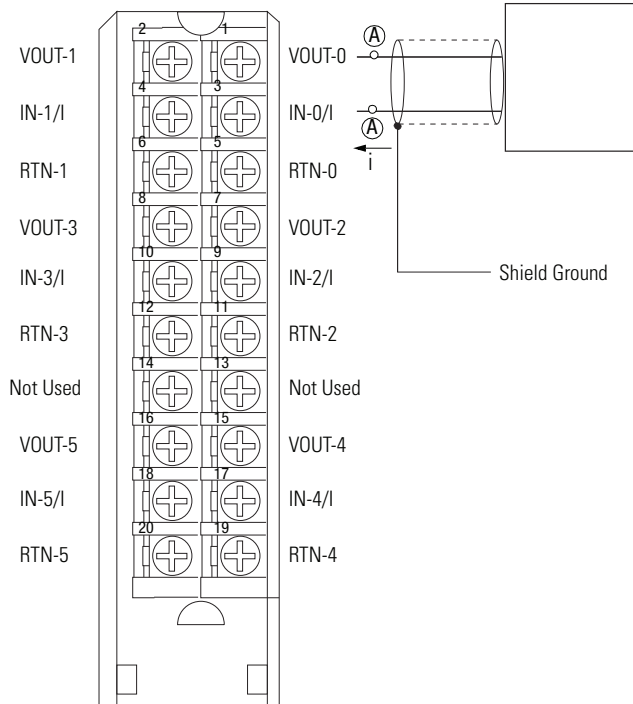 2 1
VOUT-1 VOUT-0 A
4 3
IN-1/I IN-0/I A
6 5
RTN-1 RTN-0 i
8 7
VOUT-3 VOUT-2
10 9
IN-3/I IN-2/I Shield Ground
12 11
RTN-3 RTN-2
14 13
Not Used Not Used
16 15
VOUT-5 VOUT-4
18 17
IN-5/I IN-4/I
20 19
RTN-5 RTN-4